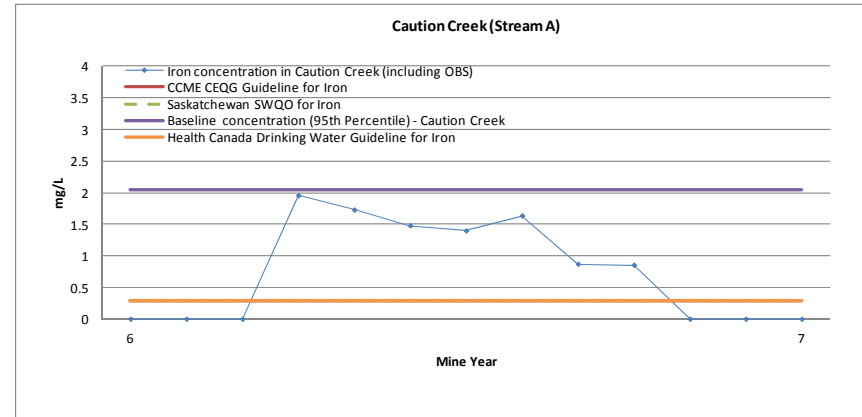 Caution Creek (Stream A)
4
3.5
3
2.5
2
1.5
1
0.5
0
mg/L
Iron concentration in Caution Creek (including OBS)
CCME CEQG Guideline for Iron
Saskatchewan SWQO for Iron
Baseline concentration (95th Percentile) - Caution Creek
Health Canada Drinking Water Guideline for Iron
6 7
Mine Year